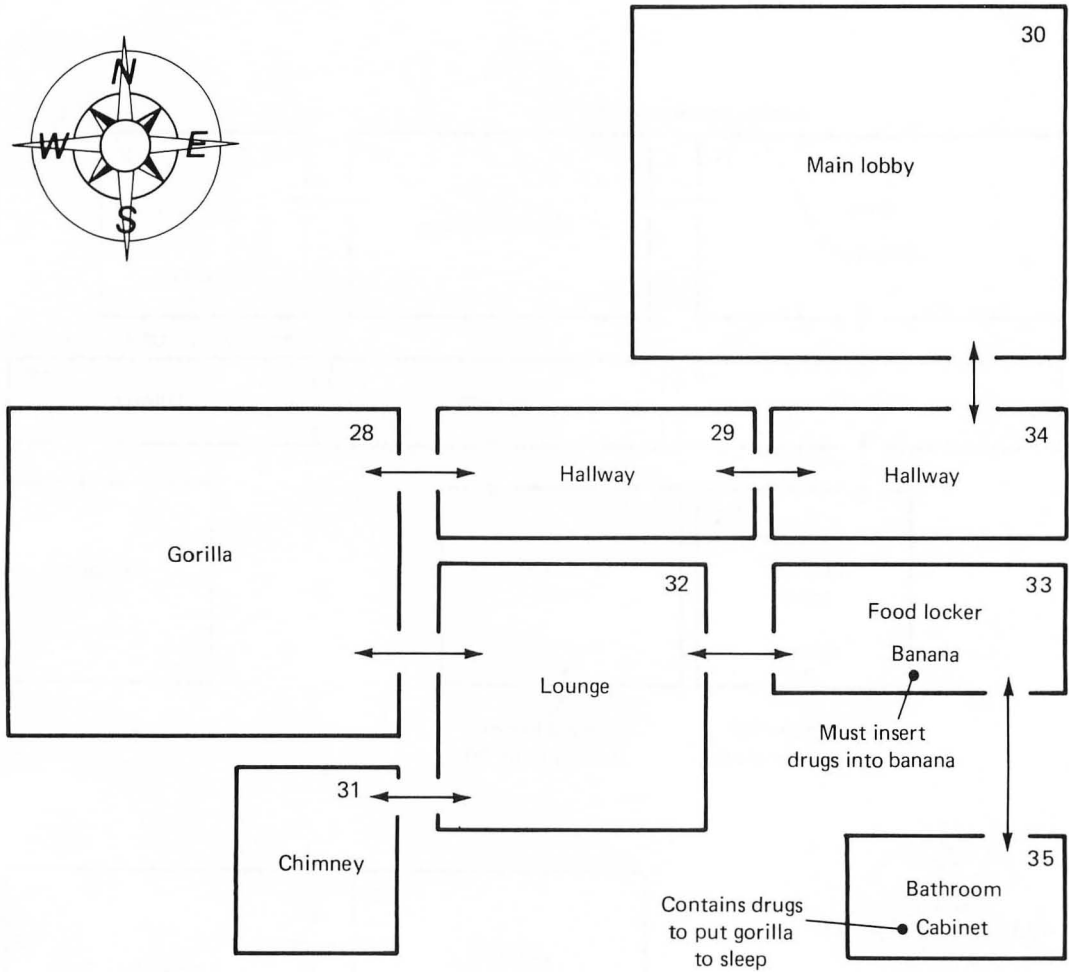 N
W E
S
30
Main lobby
28
29
34
Hallway
Hallway
Gorilla
32
33
Food locker
Banana
Lounge
Must insert
drugs into banana
31
Chimney
35
Bathroom
Cabinet
Contains drugs
to put gorilla
to sleep